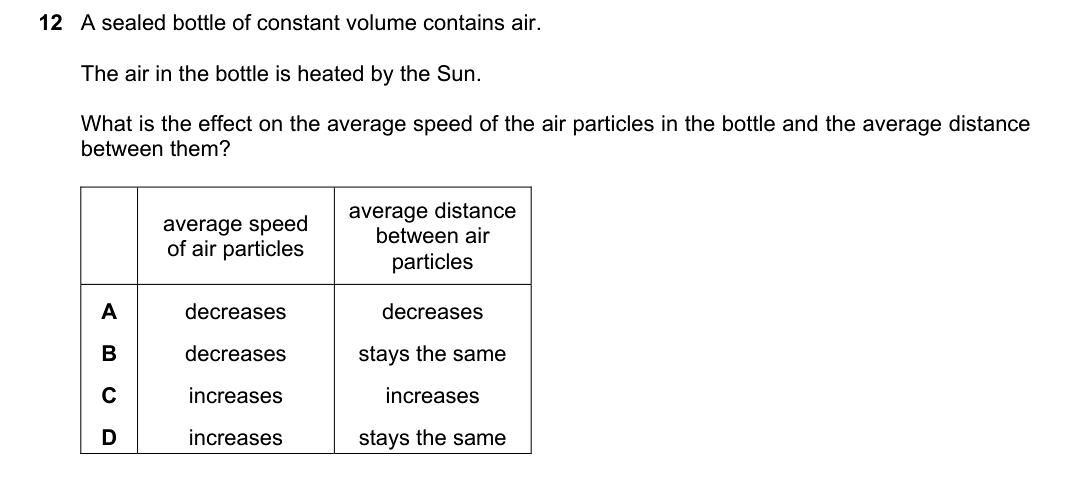 12 A sealed bottle of constant volume contains air.
The air in the bottle is heated by the Sun.
What is the effect on the average speed of the air particles in the bottle and the average distance
between them?
average speed
of air particles
average distance
between air
particles
A decreases decreases
B decreases stays the same
C increases increases
D increases stays the same